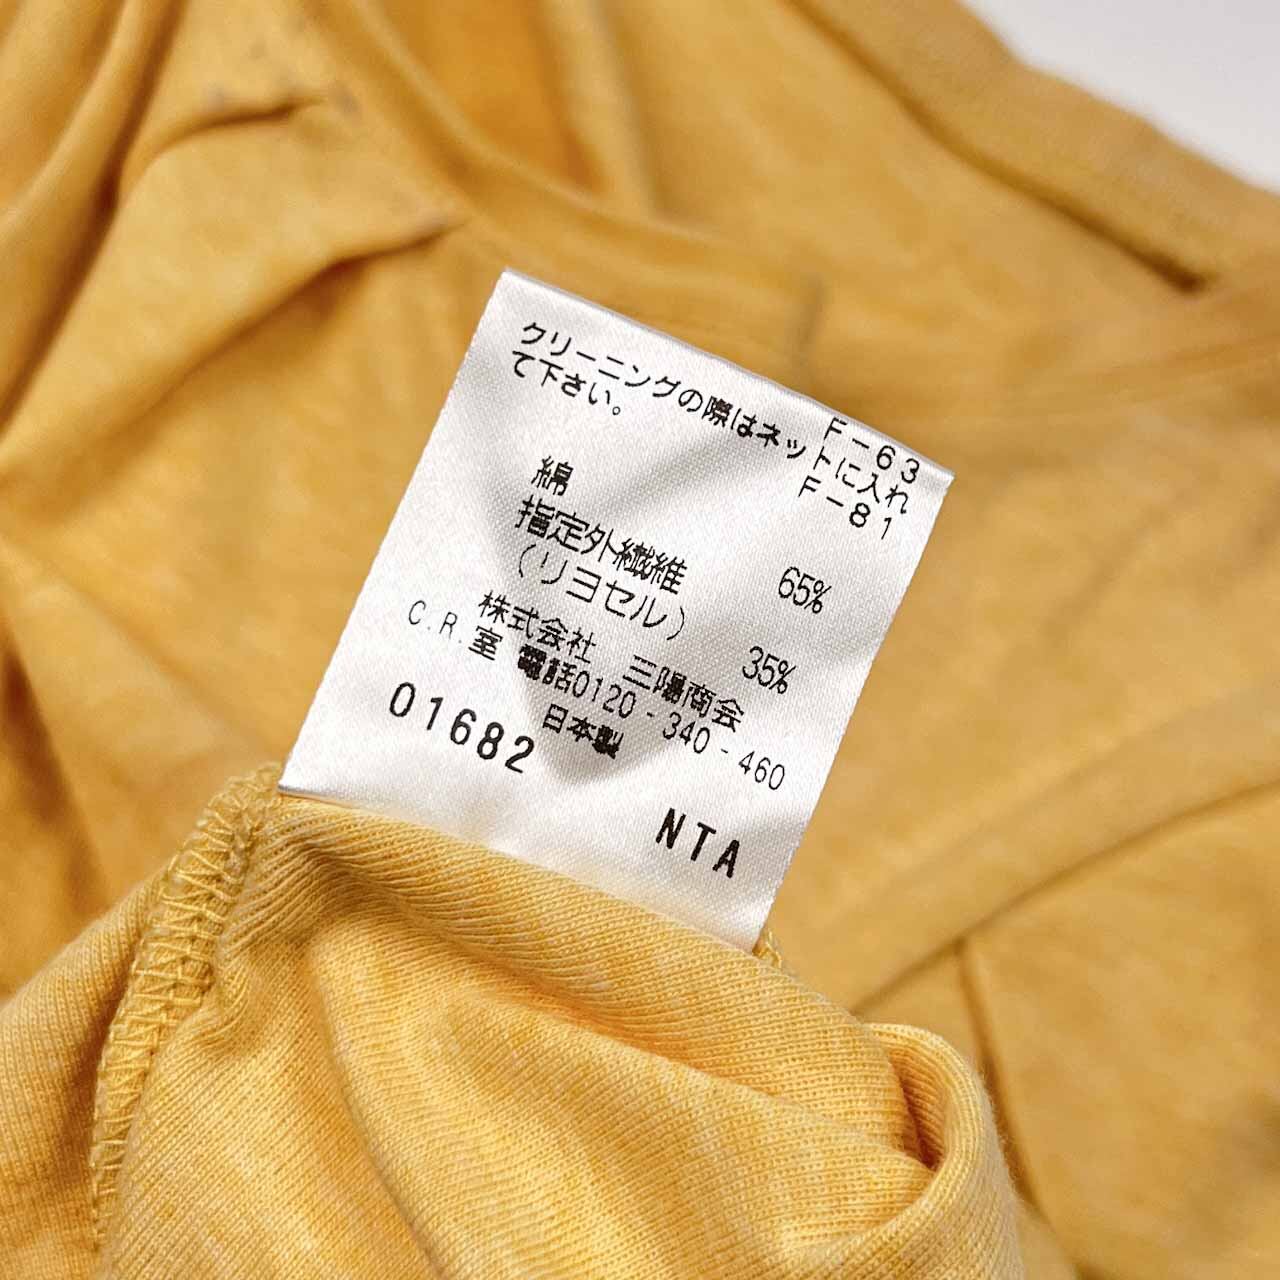 F-63
クリーニングの際はネットに入れ
て下さい。
F-81
綿 65%
指定外繊維
(リヨセル) 35%
株式会社 三陽商会
C.R.室 電話0120-340-460
日本製
01682
NTA